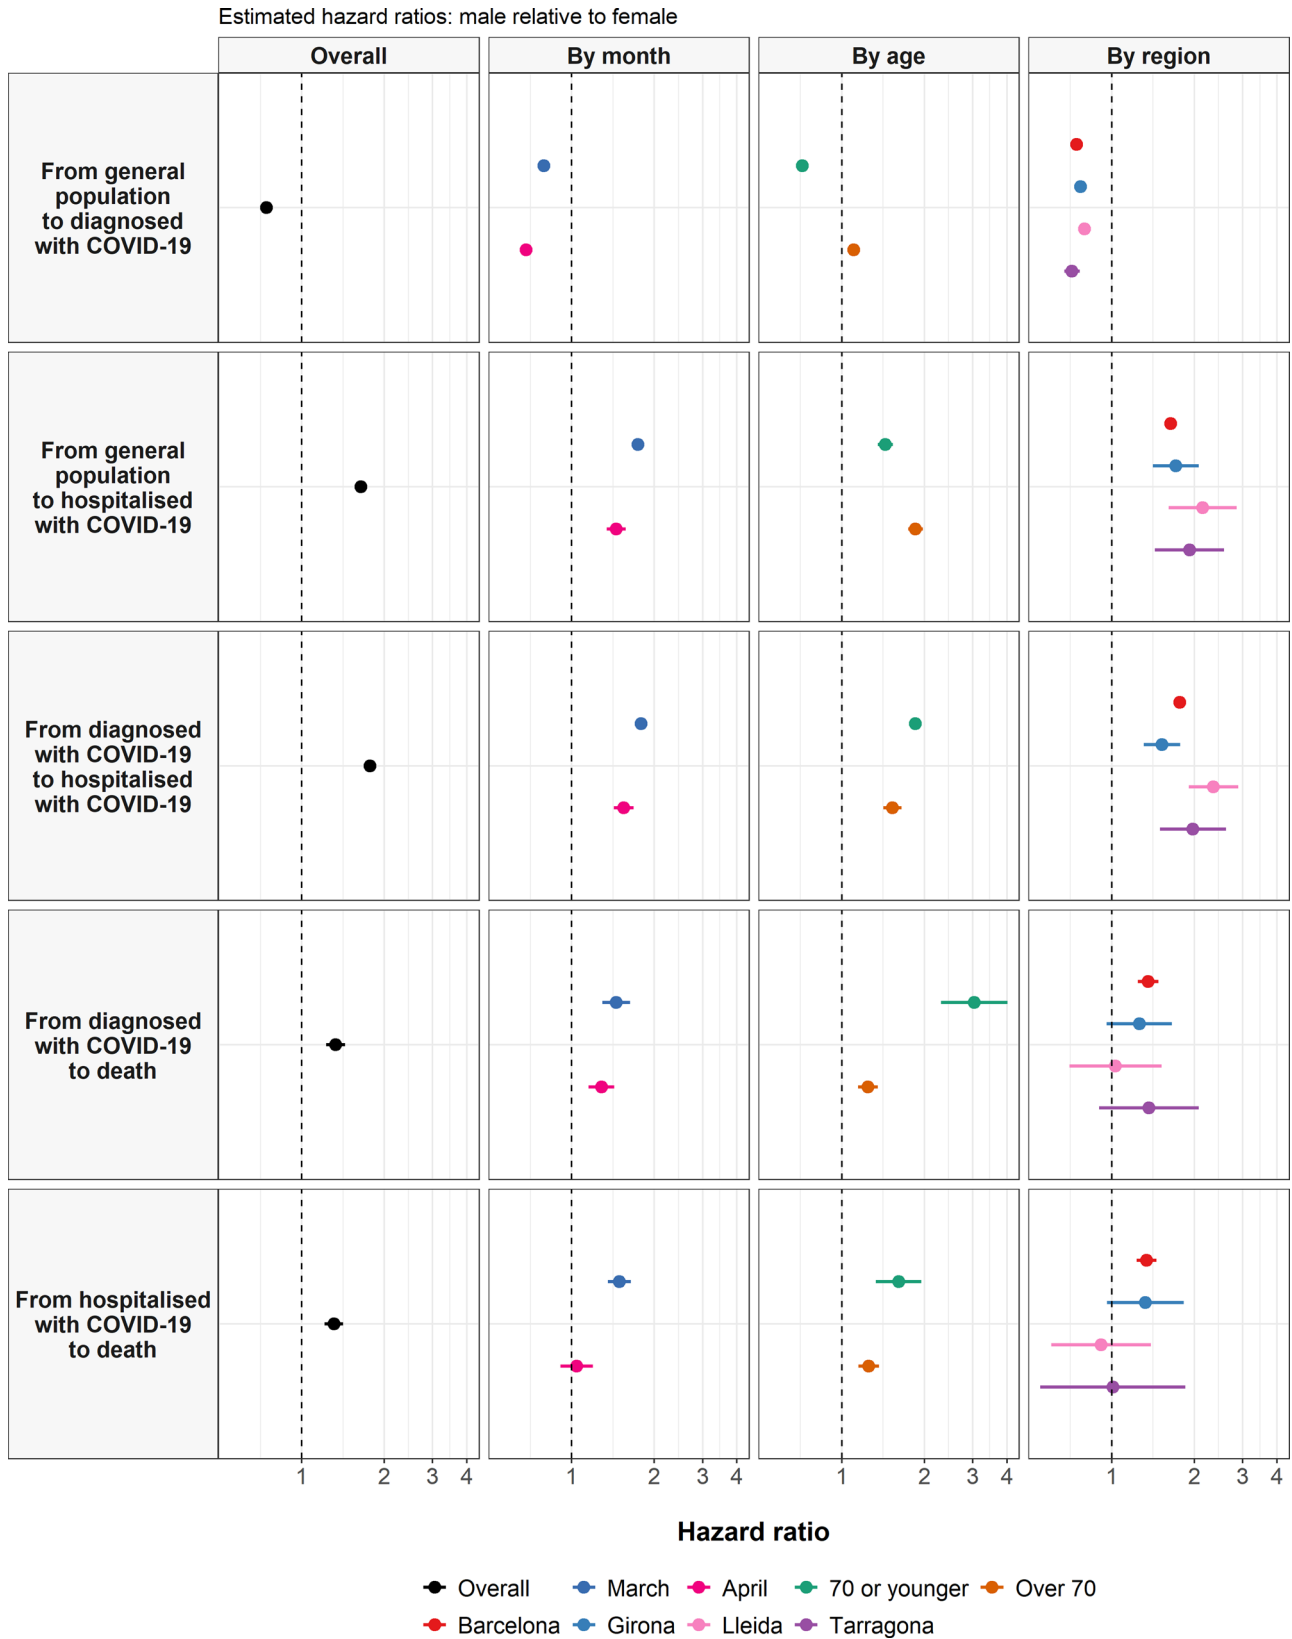 Estimated hazard ratios: male relative to female
Overall
By month
By age
By region
From general
population
to diagnosed
with COVID-19
From general
population
to hospitalised
with COVID-19
From diagnosed
with COVID-19
to hospitalised
with COVID-19
From diagnosed
with COVID-19
to death
From hospitalised
with COVID-19
to death
1 2 3 4
1 2 3 4
1 2 3 4
1 2 3 4
Hazard ratio
Overall March April 70 or younger Over 70
Barcelona Girona Lleida Tarragona